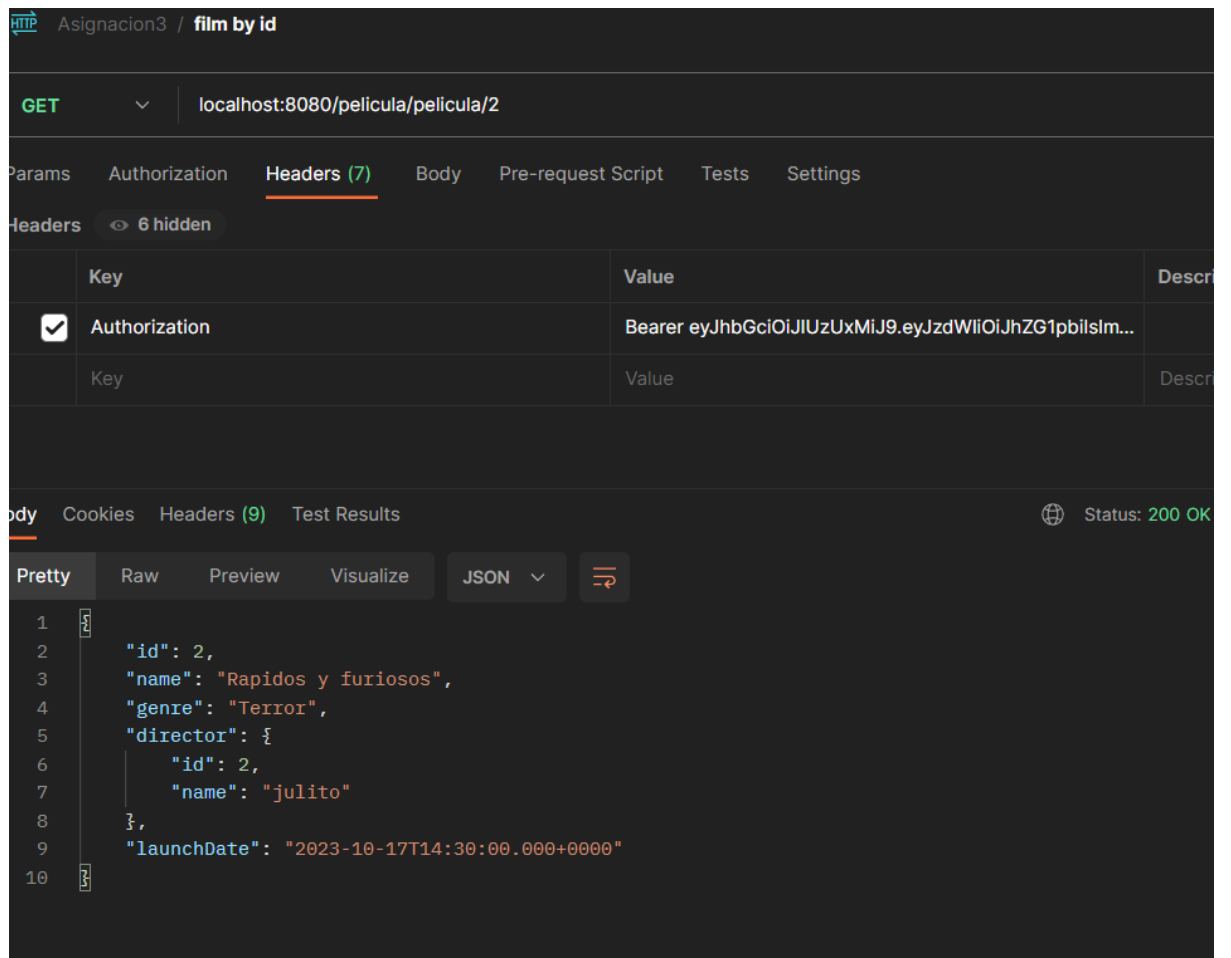 HTTP Asignacion3 / film by id
GET localhost:8080/pelicula/pelicula/2
Params Authorization Headers (7) Body Pre-request Script Tests Settings
Headers 6 hidden
Key Value Descri
Authorization Bearer eyJhbGciOiJIUzUxMiJ9.eyJzdWIiOiJhZG1pbiIsIm...
Key Value Descri
ody Cookies Headers (9) Test Results Status: 200 OK
Pretty Raw Preview Visualize JSON
1 {
2 "id": 2,
3 "name": "Rapidos y furiosos",
4 "genre": "Terror",
5 "director": {
6 "id": 2,
7 "name": "julito"
8 },
9 "launchDate": "2023-10-17T14:30:00.000+0000"
10 }